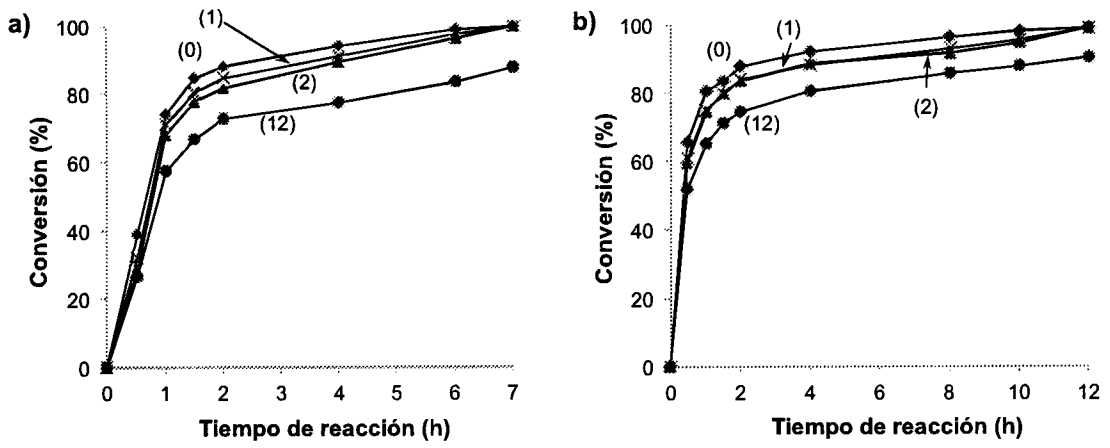 a)
Conversión (%)
100
80
60
40
20
0
(0)
(1)
(2)
(12)
0 1 2 3 4 5 6 7
Tiempo de reacción (h)
b)
Conversión (%)
100
80
60
40
20
0
(0)
(1)
(2)
(12)
0 2 4 6 8 10 12
Tiempo de reacción (h)